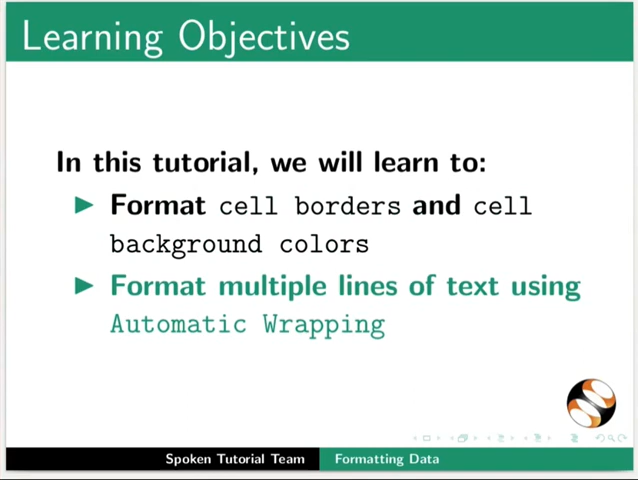 Learning Objectives
In this tutorial, we will learn to:
Format cell borders and cell
background colors
Format multiple lines of text using
Automatic Wrapping
Spoken Tutorial Team
Formatting Data